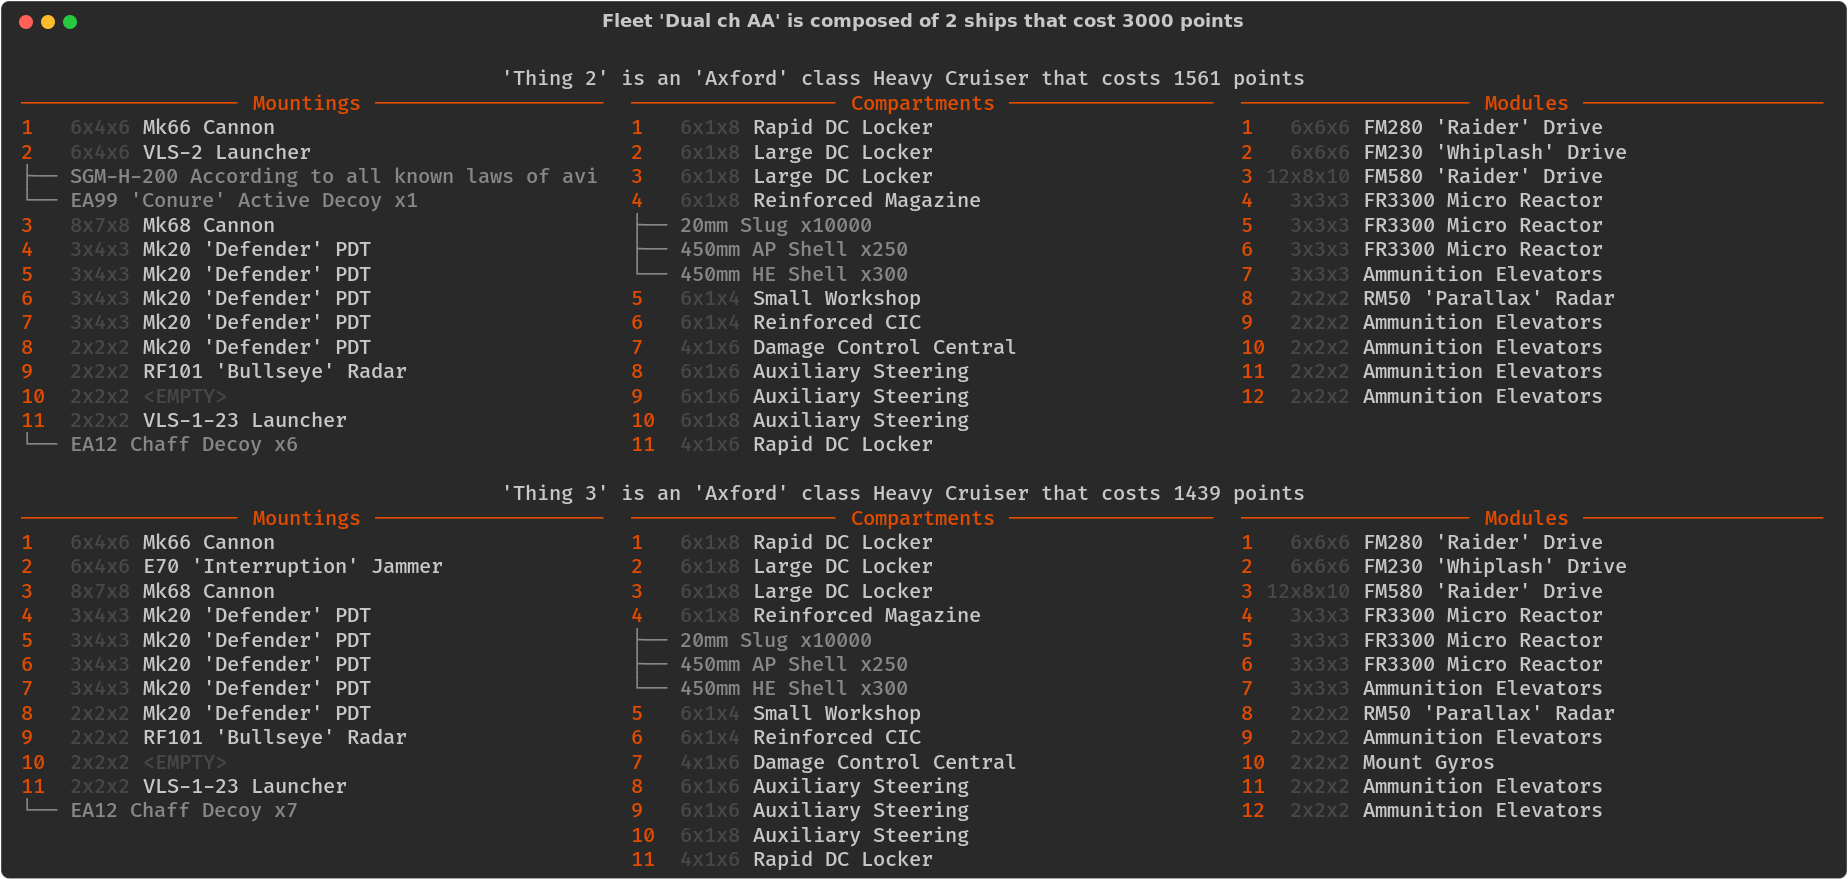 Fleet 'Dual ch AA' is composed of 2 ships that cost 3000 points
'Thing 2' is an 'Axford' class Heavy Cruiser that costs 1561 points
Mountings
1 6x4x6 Mk66 Cannon
2 6x4x6 VLS-2 Launcher
SGM-H-200 According to all known laws of avi
EA99 'Conure' Active Decoy x1
3 8x7x8 Mk68 Cannon
4 3x4x3 Mk20 'Defender' PDT
5 3x4x3 Mk20 'Defender' PDT
6 3x4x3 Mk20 'Defender' PDT
7 3x4x3 Mk20 'Defender' PDT
8 2x2x2 Mk20 'Defender' PDT
9 2x2x2 RF101 'Bullseye' Radar
10 2x2x2 <EMPTY>
11 2x2x2 VLS-1-23 Launcher
EA12 Chaff Decoy x6
Compartments
1 6x1x8 Rapid DC Locker
2 6x1x8 Large DC Locker
3 6x1x8 Large DC Locker
4 6x1x8 Reinforced Magazine
20mm Slug x10000
450mm AP Shell x250
450mm HE Shell x300
5 6x1x4 Small Workshop
6 6x1x4 Reinforced CIC
7 4x1x6 Damage Control Central
8 6x1x6 Auxiliary Steering
9 6x1x6 Auxiliary Steering
10 6x1x8 Auxiliary Steering
11 4x1x6 Rapid DC Locker
Modules
1 6x6x6 FM280 'Raider' Drive
2 6x6x6 FM230 'Whiplash' Drive
3 12x8x10 FM580 'Raider' Drive
4 3x3x3 FR3300 Micro Reactor
5 3x3x3 FR3300 Micro Reactor
6 3x3x3 FR3300 Micro Reactor
7 3x3x3 Ammunition Elevators
8 2x2x2 RM50 'Parallax' Radar
9 2x2x2 Ammunition Elevators
10 2x2x2 Ammunition Elevators
11 2x2x2 Ammunition Elevators
12 2x2x2 Ammunition Elevators
'Thing 3' is an 'Axford' class Heavy Cruiser that costs 1439 points
Mountings
1 6x4x6 Mk66 Cannon
2 6x4x6 E70 'Interruption' Jammer
3 8x7x8 Mk68 Cannon
4 3x4x3 Mk20 'Defender' PDT
5 3x4x3 Mk20 'Defender' PDT
6 3x4x3 Mk20 'Defender' PDT
7 3x4x3 Mk20 'Defender' PDT
8 2x2x2 Mk20 'Defender' PDT
9 2x2x2 RF101 'Bullseye' Radar
10 2x2x2 <EMPTY>
11 2x2x2 VLS-1-23 Launcher
EA12 Chaff Decoy x7
Compartments
1 6x1x8 Rapid DC Locker
2 6x1x8 Large DC Locker
3 6x1x8 Large DC Locker
4 6x1x8 Reinforced Magazine
20mm Slug x10000
450mm AP Shell x250
450mm HE Shell x300
5 6x1x4 Small Workshop
6 6x1x4 Reinforced CIC
7 4x1x6 Damage Control Central
8 6x1x6 Auxiliary Steering
9 6x1x6 Auxiliary Steering
10 6x1x8 Auxiliary Steering
11 4x1x6 Rapid DC Locker
Modules
1 6x6x6 FM280 'Raider' Drive
2 6x6x6 FM230 'Whiplash' Drive
3 12x8x10 FM580 'Raider' Drive
4 3x3x3 FR3300 Micro Reactor
5 3x3x3 FR3300 Micro Reactor
6 3x3x3 FR3300 Micro Reactor
7 3x3x3 Ammunition Elevators
8 2x2x2 RM50 'Parallax' Radar
9 2x2x2 Ammunition Elevators
10 2x2x2 Mount Gyros
11 2x2x2 Ammunition Elevators
12 2x2x2 Ammunition Elevators